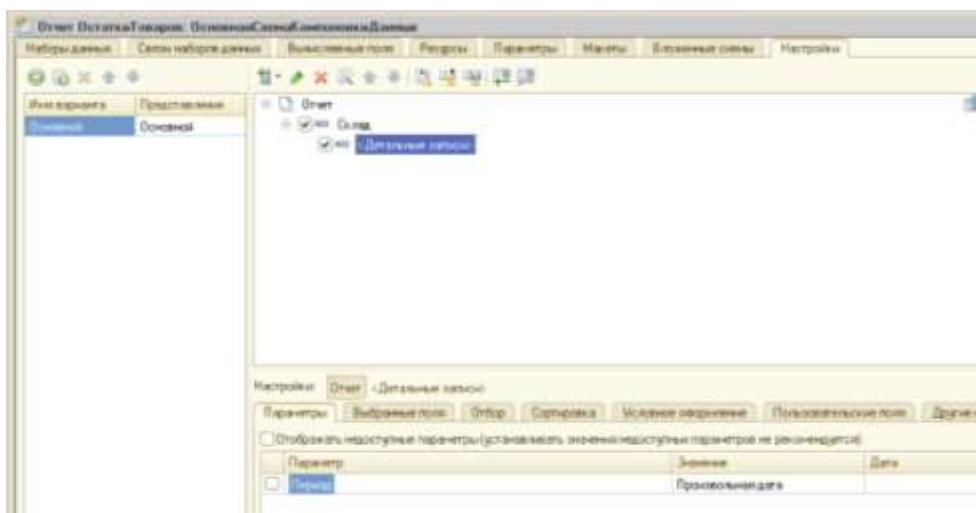 Отчет ОстаткиТоваров: ОсновнаяСхемаКомпоновкиДанных
Наборы данных Связи наборов данных Вычисляемые поля Ресурсы Параметры Макеты Вложенные схемы Настройки
Имя варианта Представление
Основной Основной
Отчет
Склад
<Детальные записи>
Настройки: Отчет <Детальные записи>
Параметры Выбранные поля Отбор Сортировка Условное оформление Пользовательские поля Другие
Отображать недоступные параметры (устанавливать значения недоступных параметров не рекомендуется)
Параметр Значение Дата
Период Произвольная дата